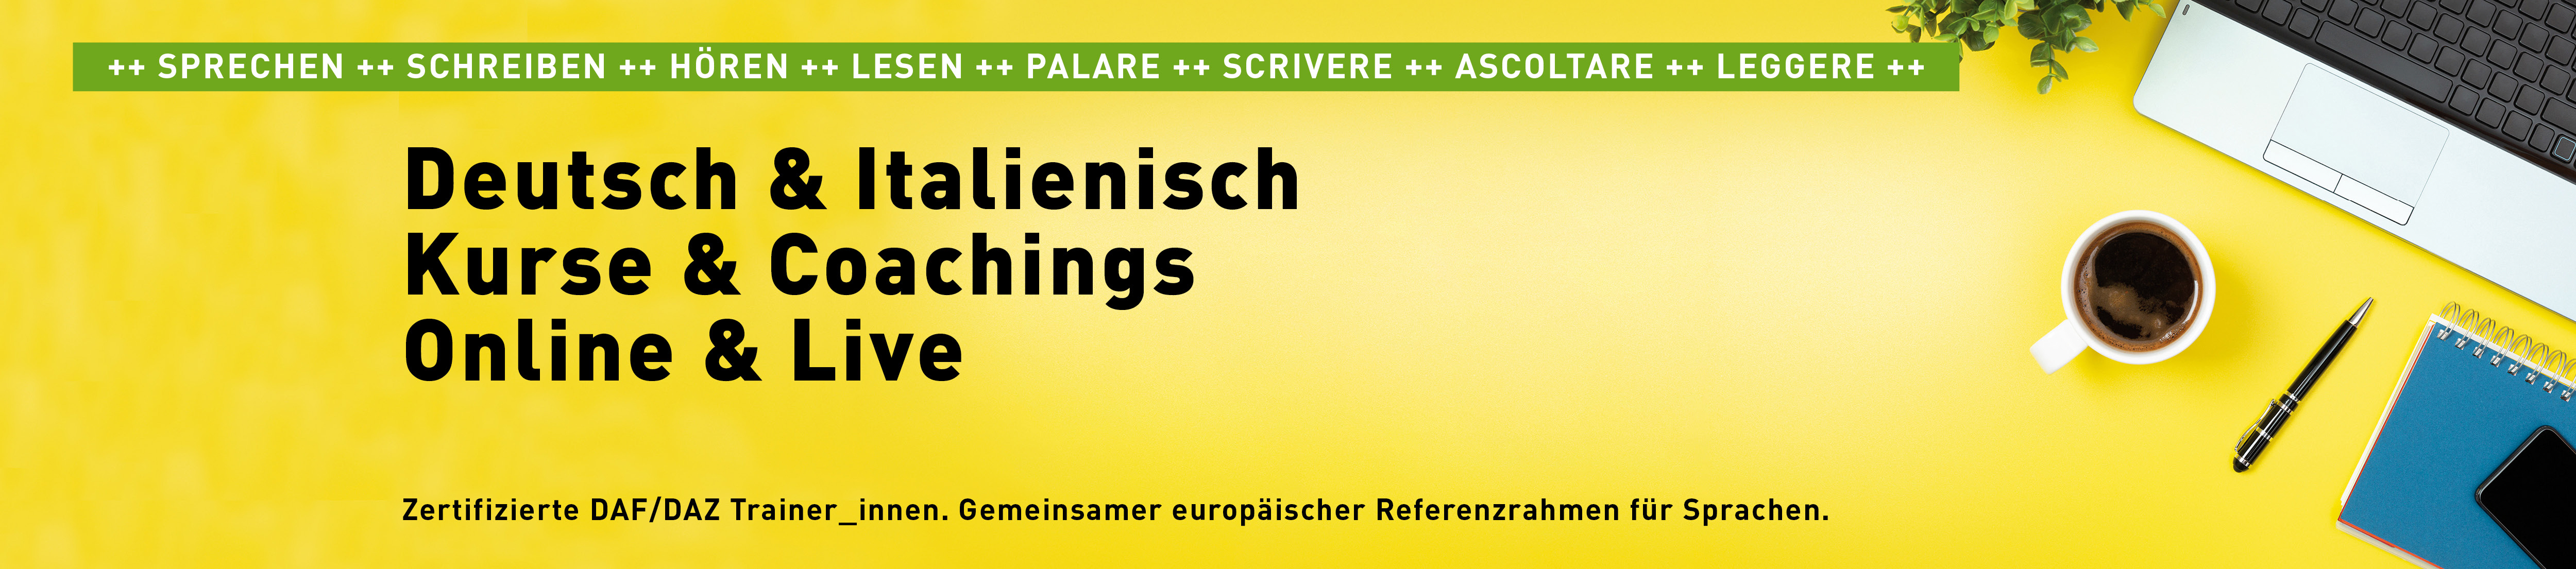 ++ SPRECHEN ++ SCHREIBEN ++ HÖREN ++ LESEN ++ PALARE ++ SCRIVERE ++ ASCOLTARE ++ LEGGERE ++
Deutsch & Italienisch
Kurse & Coachings
Online & Live
Zertifizierte DAF/DAZ Trainer_innen. Gemeinsamer europäischer Referenzrahmen für Sprachen.